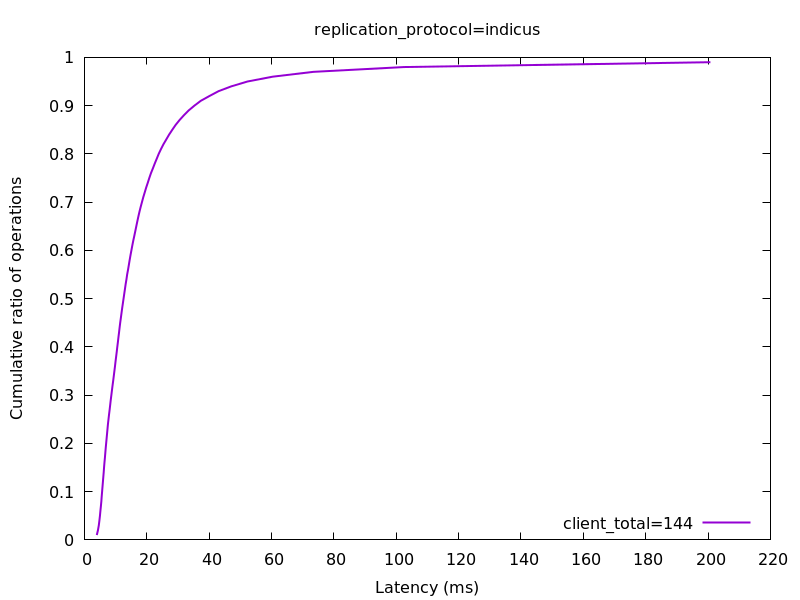 replication_protocol=indicus
1
0.9
0.8
0.7
0.6
0.5
0.4
0.3
0.2
0.1
0
Cumulative ratio of operations
client_total=144
0 20 40 60 80 100 120 140 160 180 200 220
Latency (ms)